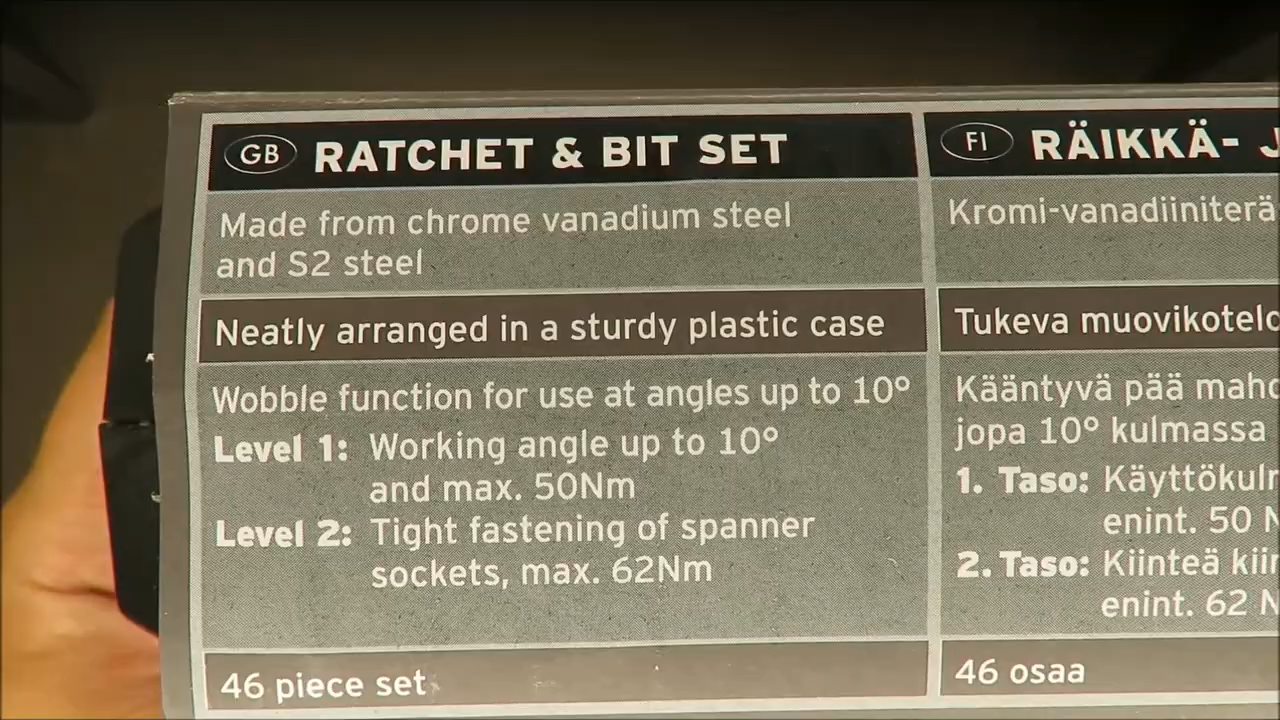 GB RATCHET & BIT SET
Made from chrome vanadium steel
and S2 steel
Neatly arranged in a sturdy plastic case
Wobble function for use at angles up to 10°
Level 1: Working angle up to 10°
and max. 50Nm
Level 2: Tight fastening of spanner
sockets, max. 62Nm
46 piece set
FI RÄIKKÄ-
Kromi-vanadiiniterä
Tukeva muovikotelo
Kääntyvä pää
jopa 10° kulmassa
1. Taso:
enint. 50
2. Taso: Kiinteä
enint. 62
46 osaa